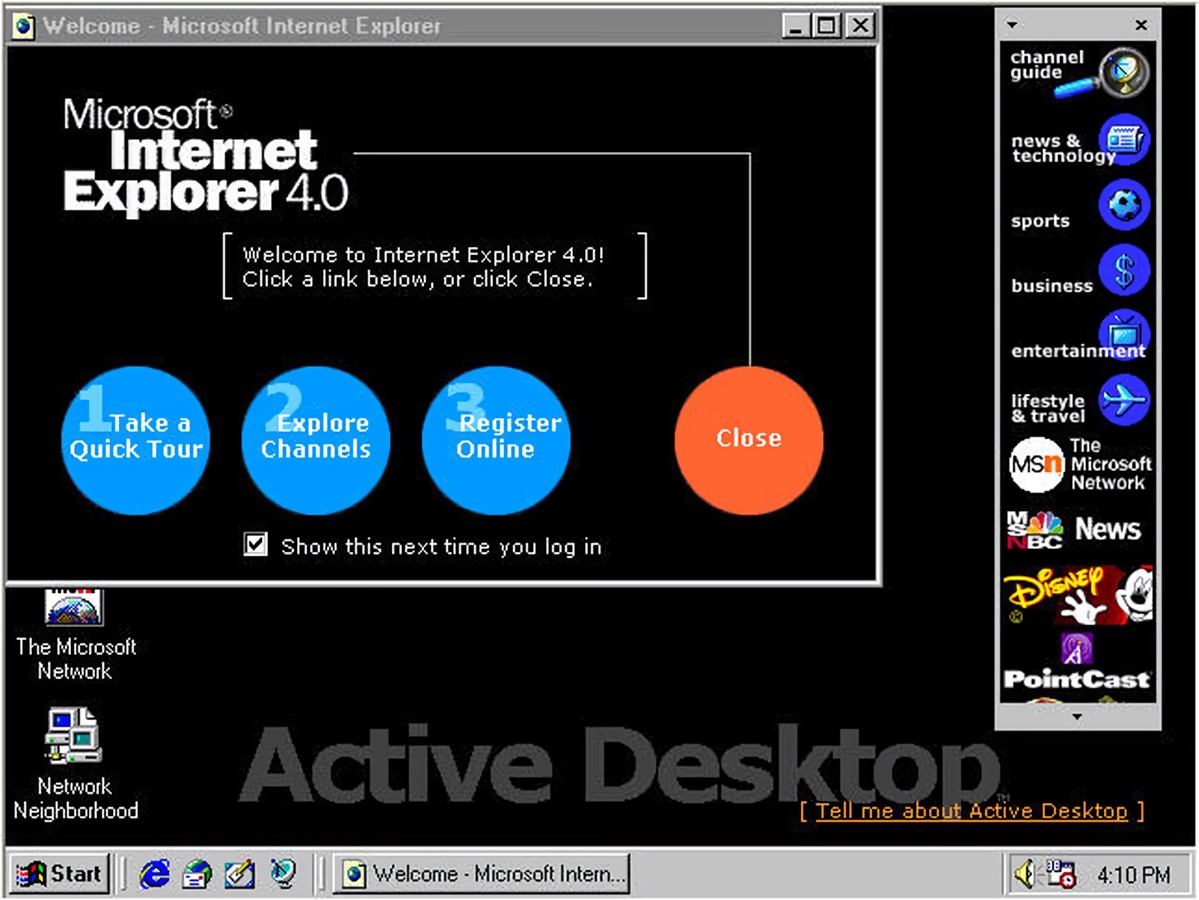 Welcome - Microsoft Internet Explorer
Microsoft®
Internet
Explorer 4.0
Welcome to Internet Explorer 4.0!
Click a link below, or click Close.
1
Take a
Quick Tour
2
Explore
Channels
3
Register
Online
Close
Show this next time you log in
channel
guide
news &
technology
sports
business
entertainment
lifestyle
& travel
msn
The
Microsoft
Network
MSNBC News
Disney
©
PointCast
The Microsoft
Network
Network
Neighborhood
Active Desktop™
[ Tell me about Active Desktop ]
Start
Welcome - Microsoft Intern...
4:10 PM